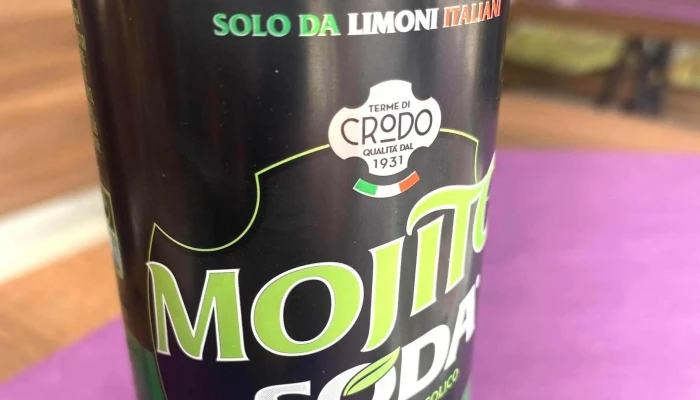 SOLO DA LIMONI ITALIANI
TERME DI
CRODO
QUALITÀ DAL
1931
MOJITO
SODA